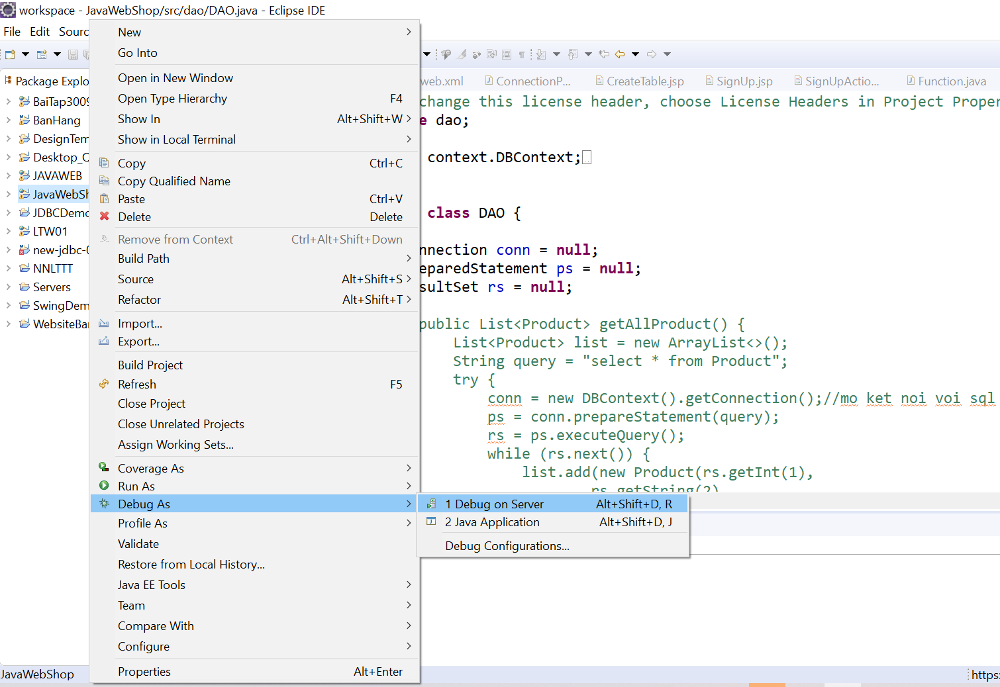 workspace - JavaWebShop/src/dao/DAO.java - Eclipse IDE
File Edit Sourc
Package Explo
BaiTap3009
BanHang
DesignTem
Desktop_Q
JAVAWEB
JavaWebSh
JDBCDemo
LTW01
new-jdbc-0
NNLTTT
Servers
SwingDem
WebsiteBa
New
Go Into
Open in New Window
Open Type Hierarchy F4
Show In Alt+Shift+W
Show in Local Terminal
Copy Ctrl+C
Copy Qualified Name
Paste Ctrl+V
Delete Delete
Remove from Context Ctrl+Alt+Shift+Down
Build Path
Source Alt+Shift+S
Refactor Alt+Shift+T
Import...
Export...
Build Project
Refresh F5
Close Project
Close Unrelated Projects
Assign Working Sets...
Coverage As
Run As
Debug As
Profile As
Validate
Restore from Local History...
Java EE Tools
Team
Compare With
Configure
Properties Alt+Enter
1 Debug on Server Alt+Shift+D, R
2 Java Application Alt+Shift+D, J
Debug Configurations...
web.xml ConnectionP... CreateTable.jsp SignUp.jsp SignUpActio... Function.java
change this license header, choose License Headers in Project Proper
e dao;
context.DBContext;
class DAO {
nnection conn = null;
eparedStatement ps = null;
sultSet rs = null;
public List<Product> getAllProduct() {
List<Product> list = new ArrayList<>();
String query = "select * from Product";
try {
conn = new DBContext().getConnection();//mo ket noi voi sql
ps = conn.prepareStatement(query);
rs = ps.executeQuery();
while (rs.next()) {
list.add(new Product(rs.getInt(1),
rs.getString(2)
JavaWebShop
https: